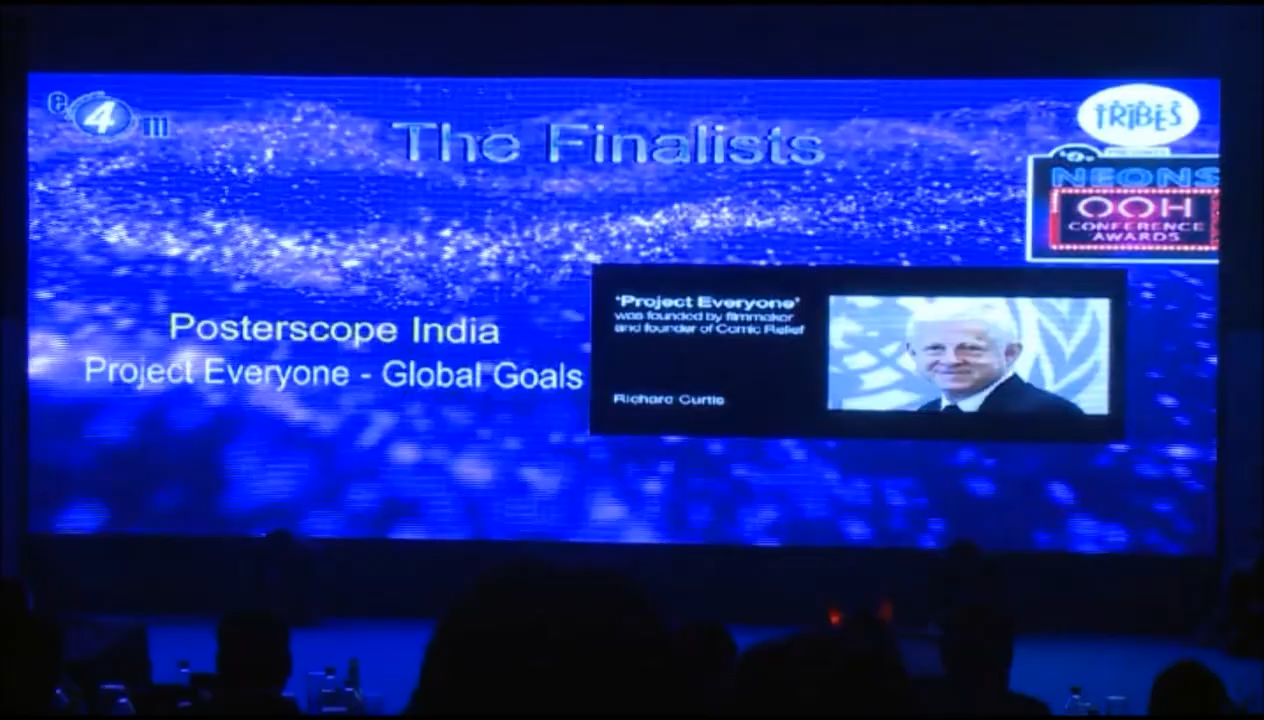 e4m
The Finalists
TRIBES
NEONS
OOH
CONFERENCE
AWARDS
Posterscope India
Project Everyone - Global Goals
'Project Everyone'
was founded by filmmaker
and founder of Comic Relief
Richard Curtis